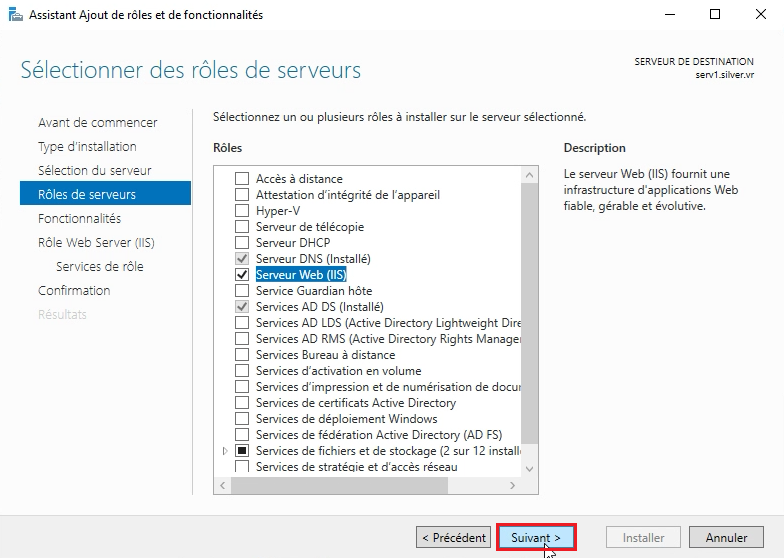 Assistant Ajout de rôles et de fonctionnalités
Sélectionner des rôles de serveurs
SERVEUR DE DESTINATION
serv1.silver.vr
Avant de commencer
Type d'installation
Sélection du serveur
Rôles de serveurs
Fonctionnalités
Rôle Web Server (IIS)
Services de rôle
Confirmation
Résultats
Sélectionnez un ou plusieurs rôles à installer sur le serveur sélectionné.
Rôles
Accès à distance
Attestation d'intégrité de l'appareil
Hyper-V
Serveur de télécopie
Serveur DHCP
Serveur DNS (Installé)
Serveur Web (IIS)
Service Guardian hôte
Services AD DS (Installé)
Services AD LDS (Active Directory Lightweight Dire
Services AD RMS (Active Directory Rights Manager
Services Bureau à distance
Services d'activation en volume
Services d'impression et de numérisation de docu
Services de certificats Active Directory
Services de déploiement Windows
Services de fédération Active Directory (AD FS)
Services de fichiers et de stockage (2 sur 12 install
Services de stratégie et d'accès réseau
Description
Le serveur Web (IIS) fournit une
infrastructure d'applications Web
fiable, gérable et évolutive.
< Précédent
Suivant >
Installer
Annuler